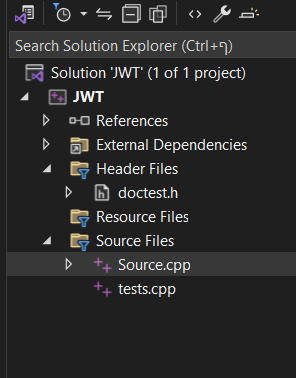 Search Solution Explorer (Ctrl+ך)
Solution 'JWT' (1 of 1 project)
JWT
References
External Dependencies
Header Files
doctest.h
Resource Files
Source Files
Source.cpp
tests.cpp